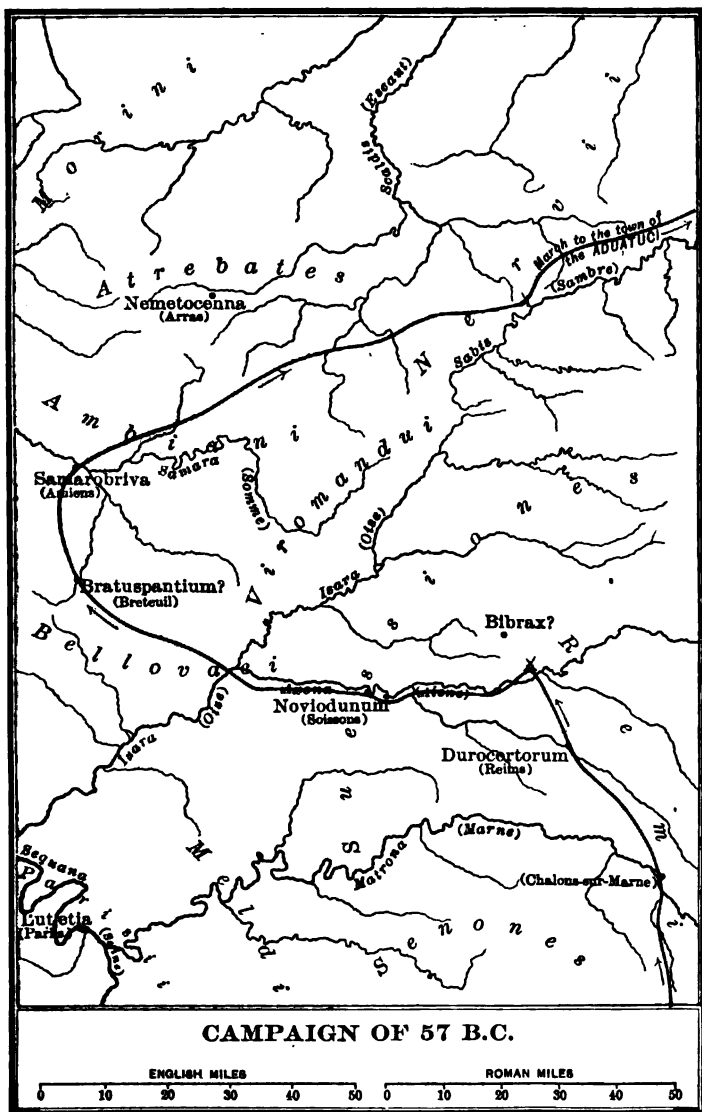 Morini
(Escaut)
Scaldis
Nervii
March to the town of
the ADUATUCI
(Sambre)
Sabis
Atrebates
Nemetocenna
(Arras)
Ambiani
Samara
(Somme)
Samarobriva
(Amiens)
Viromandui
(Oise)
Isara
Bratuspantium?
(Breteuil)
Bellovaci
Suessiones
Bibrax?
Remi
Axona
(Aisne)
Noviodunum
(Soissons)
Isara
(Oise)
Durocortorum
(Reims)
Meldi
Matrona
(Marne)
(Chalons-sur-Marne)
Sequana
Parisii
Lutetia
(Paris)
(Seine)
Senones
CAMPAIGN OF 57 B.C.
ENGLISH MILES
0 10 20 30 40 50
ROMAN MILES
0 10 20 30 40 50